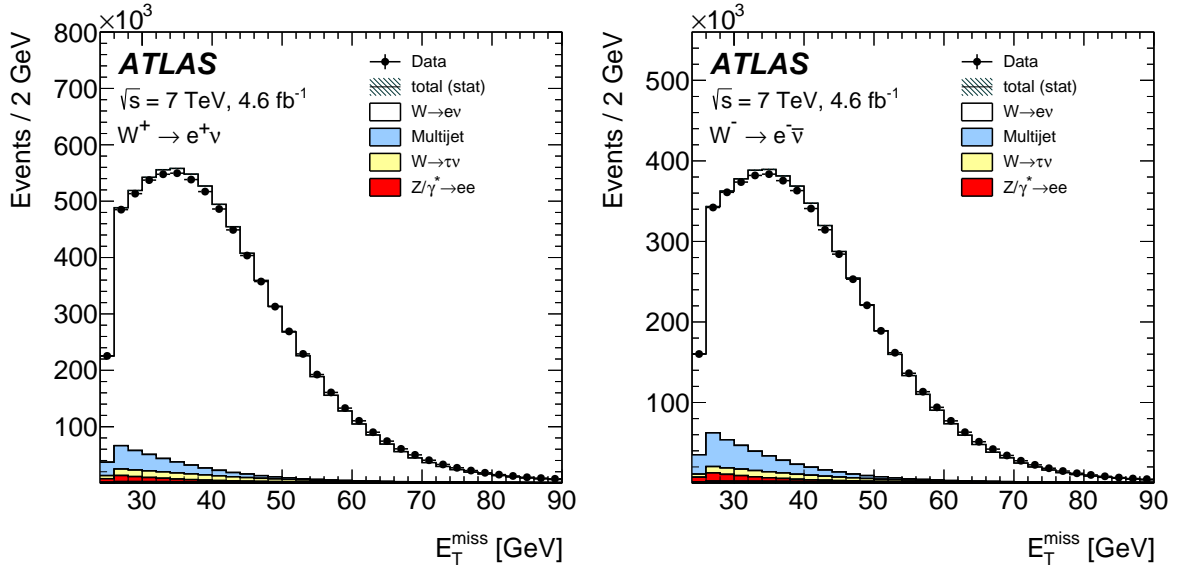 ×10³
800
700
600
500
400
300
200
100
Events / 2 GeV
ATLAS
√s = 7 TeV, 4.6 fb⁻¹
W⁺ → e⁺ν
Data
total (stat)
W→eν
Multijet
W→τν
Z/γ*→ee
30 40 50 60 70 80 90
E_T^miss [GeV]
×10³
500
400
300
200
100
Events / 2 GeV
ATLAS
√s = 7 TeV, 4.6 fb⁻¹
W⁻ → e⁻ν̅
Data
total (stat)
W→eν
Multijet
W→τν
Z/γ*→ee
30 40 50 60 70 80 90
E_T^miss [GeV]